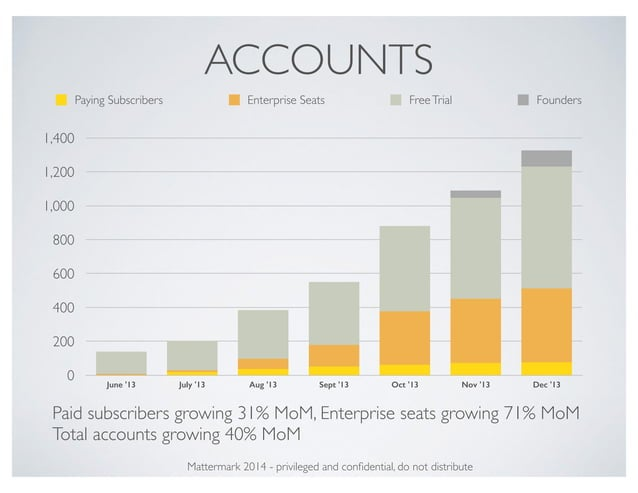 ACCOUNTS
Paying Subscribers Enterprise Seats Free Trial Founders
1,400
1,200
1,000
800
600
400
200
0
June '13 July '13 Aug '13 Sept '13 Oct '13 Nov '13 Dec '13
Paid subscribers growing 31% MoM, Enterprise seats growing 71% MoM
Total accounts growing 40% MoM
Mattermark 2014 - privileged and confidential, do not distribute